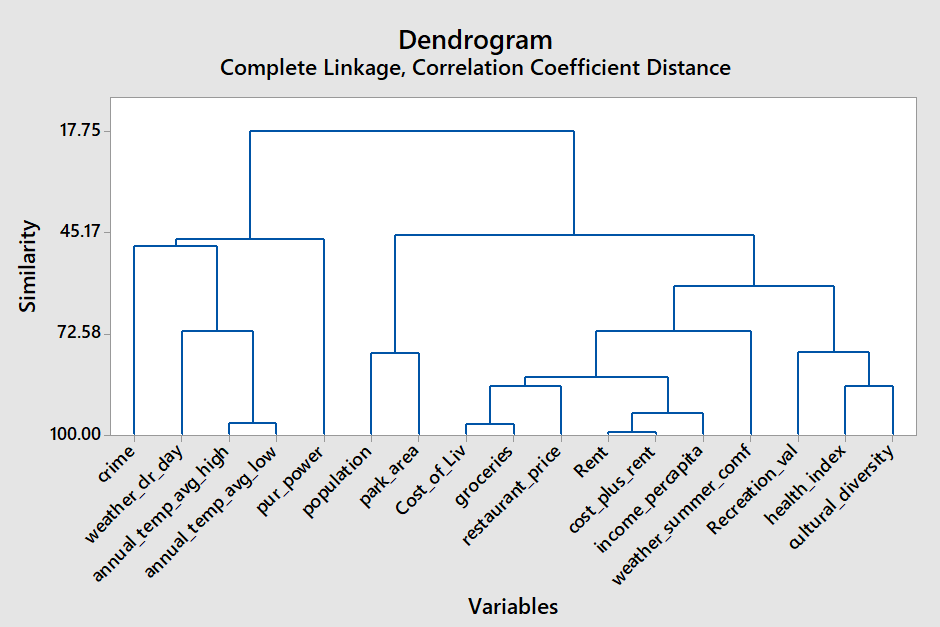 Dendrogram
Complete Linkage, Correlation Coefficient Distance
Similarity
17.75
45.17
72.58
100.00
crime
weather_clr_day
annual_temp_avg_high
annual_temp_avg_low
pur_power
population
park_area
Cost_of_Liv
groceries
restaurant_price
Rent
cost_plus_rent
income_percapita
weather_summer_comf
Recreation_val
health_index
cultural_diversity
Variables